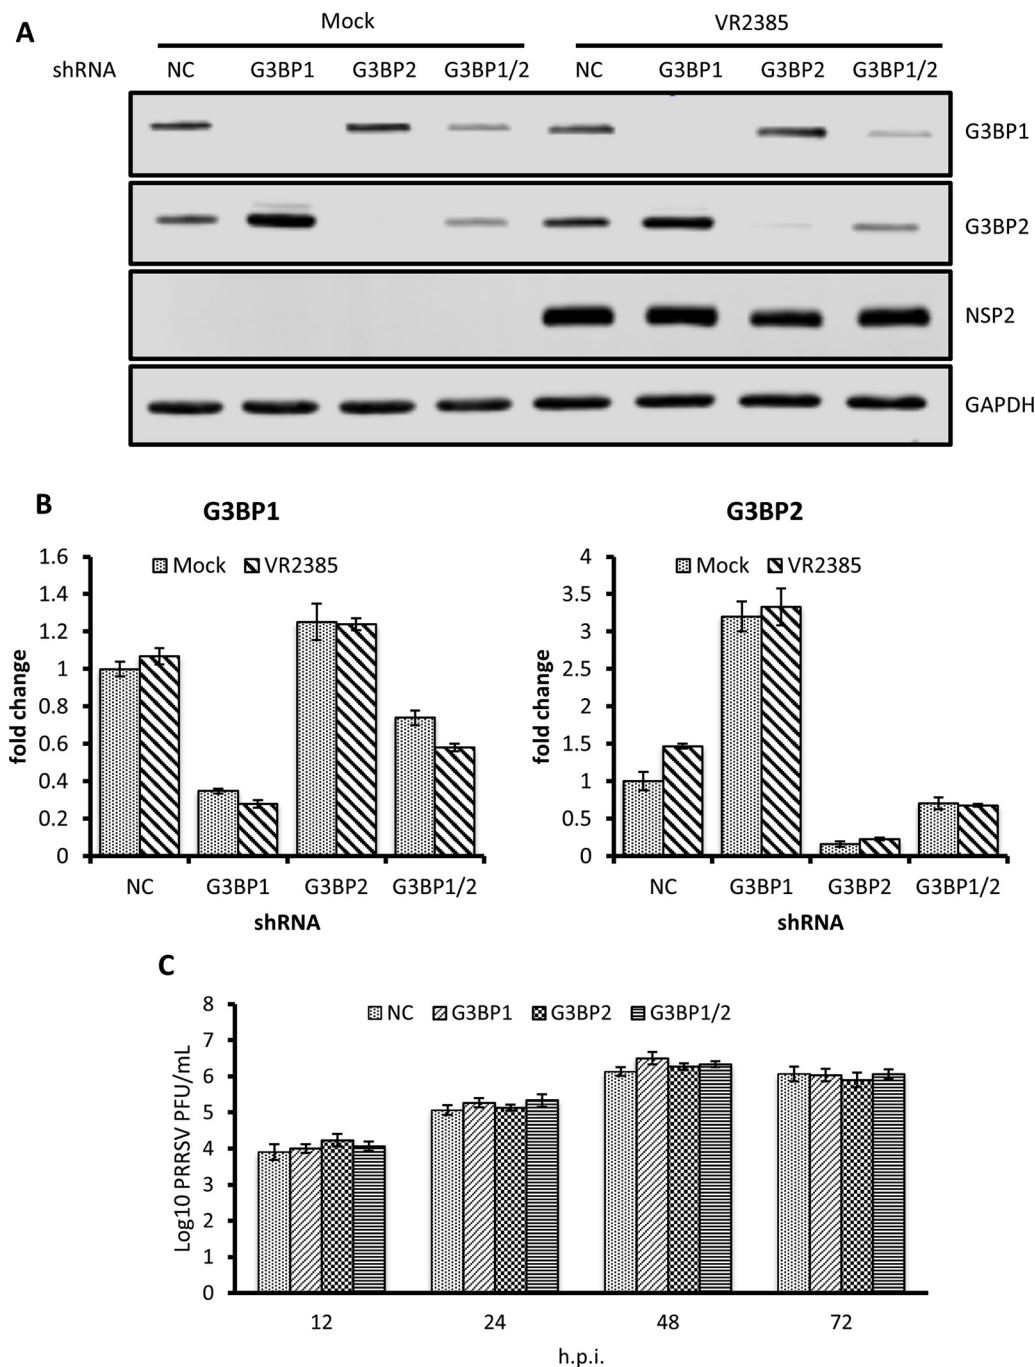 A
Mock VR2385
shRNA NC G3BP1 G3BP2 G3BP1/2 NC G3BP1 G3BP2 G3BP1/2
G3BP1
G3BP2
NSP2
GAPDH
B
G3BP1
Mock VR2385
fold change
1.6
1.4
1.2
1
0.8
0.6
0.4
0.2
0
NC G3BP1 G3BP2 G3BP1/2
shRNA
G3BP2
Mock VR2385
fold change
4
3.5
3
2.5
2
1.5
1
0.5
0
NC G3BP1 G3BP2 G3BP1/2
shRNA
C
NC G3BP1 G3BP2 G3BP1/2
Log10 PRRSV PFU/mL
8
7
6
5
4
3
2
1
0
12 24 48 72
h.p.i.